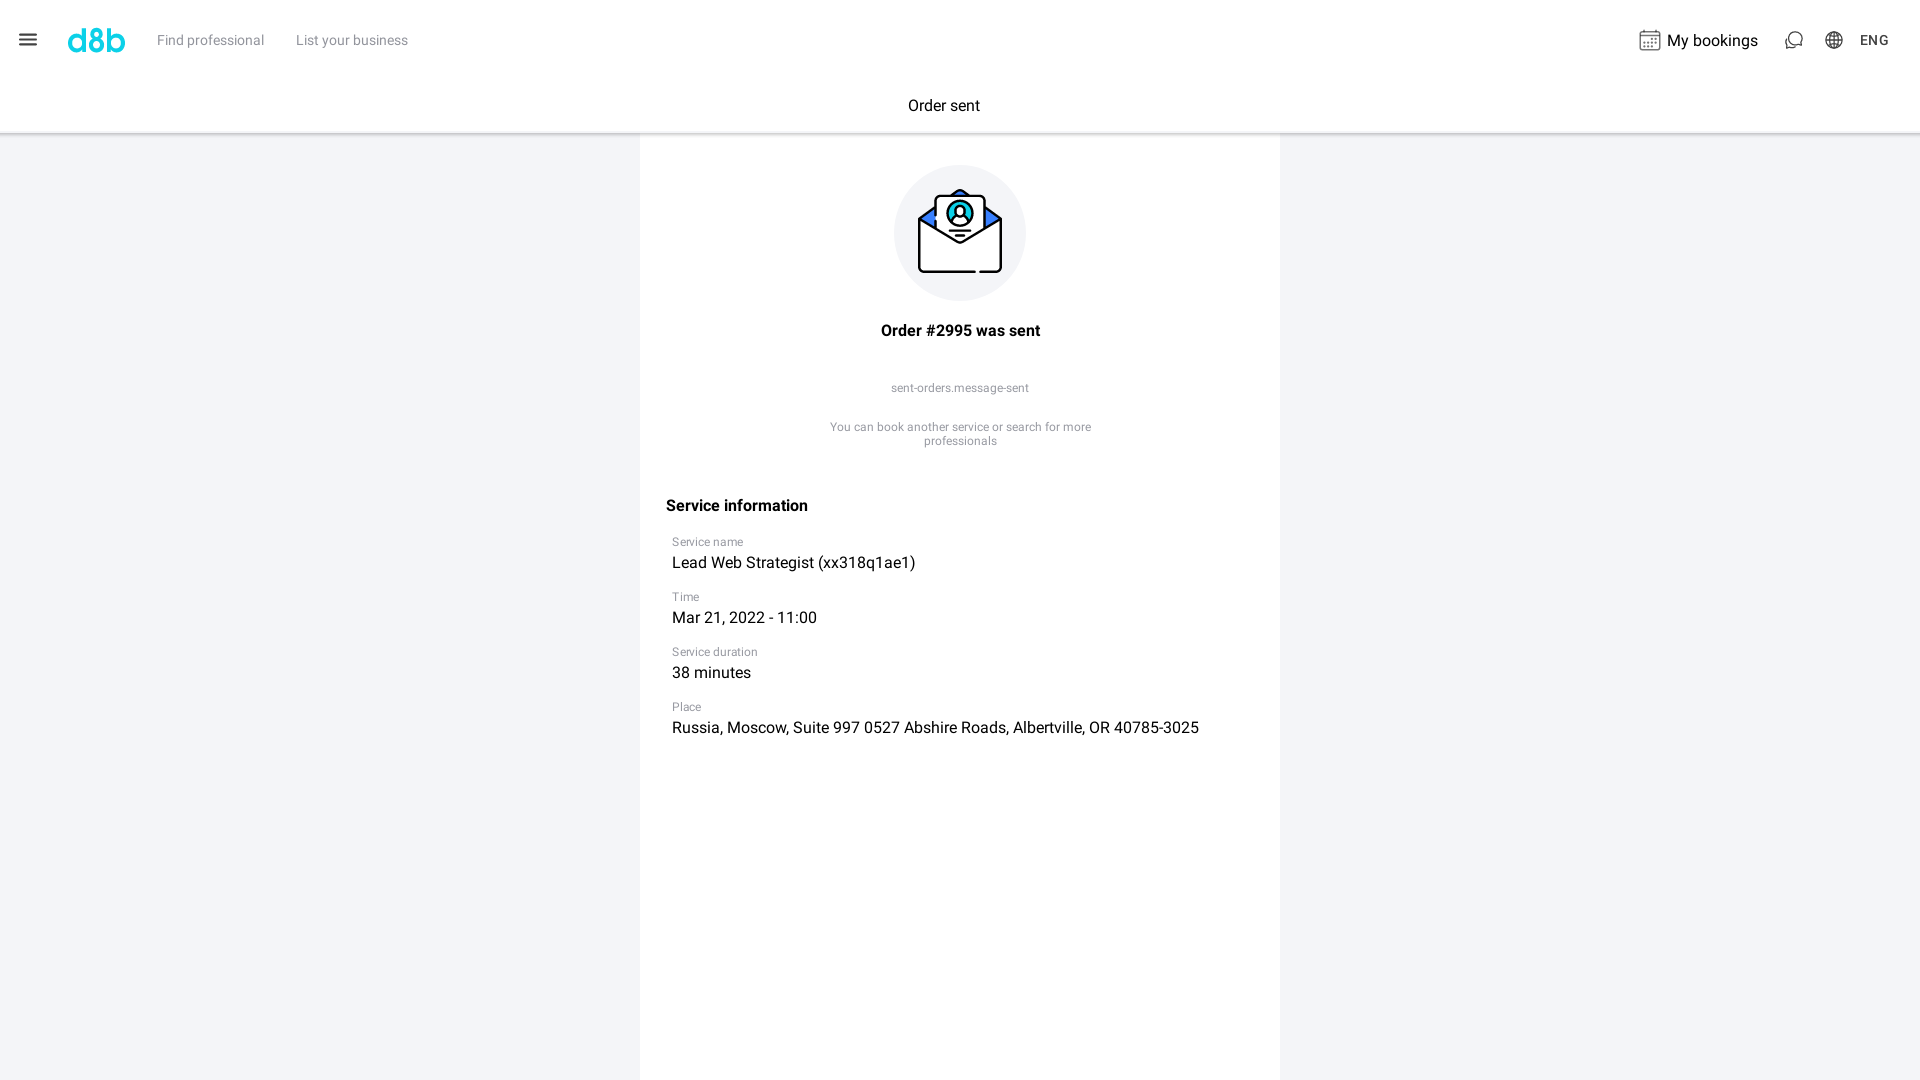 d8b
Find professional
List your business
My bookings
ENG
Order sent
Order #2995 was sent
sent-orders.message-sent
You can book another service or search for more
professionals
Service information
Service name
Lead Web Strategist (xx318q1ae1)
Time
Mar 21, 2022 - 11:00
Service duration
38 minutes
Place
Russia, Moscow, Suite 997 0527 Abshire Roads, Albertville, OR 40785-3025